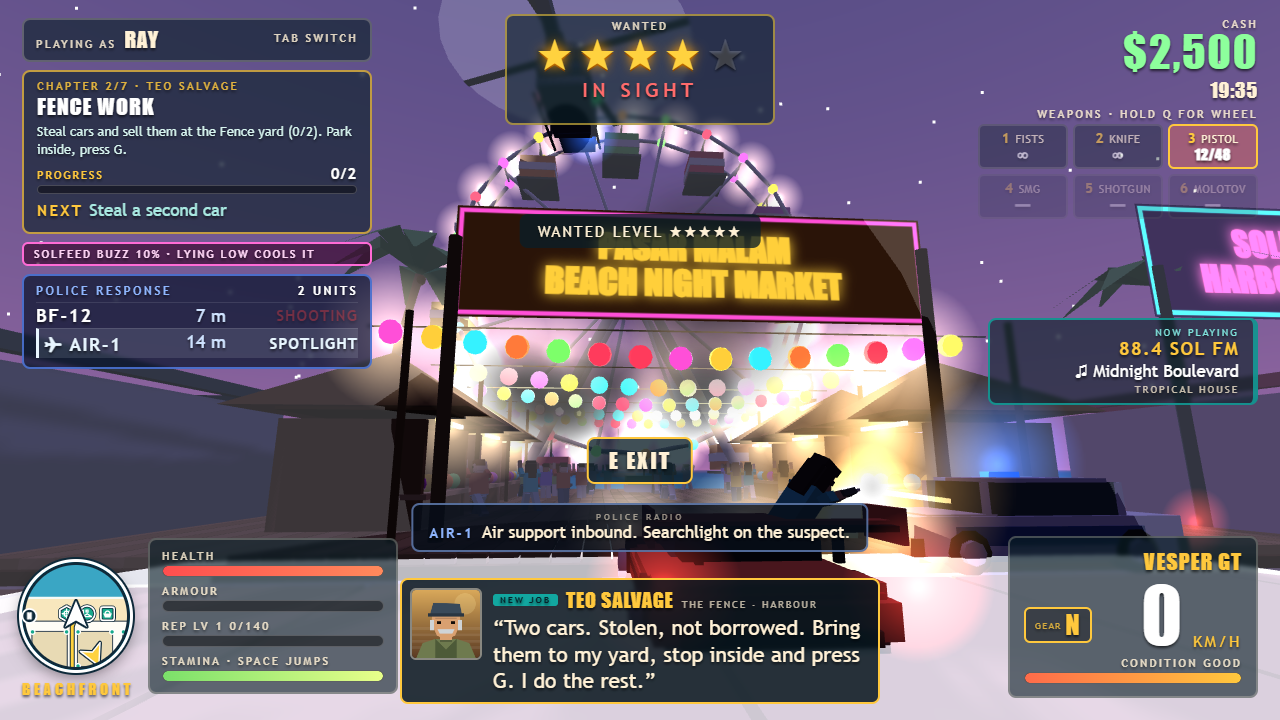 PLAYING AS RAY
TAB SWITCH
CHAPTER 2/7 · TEO SALVAGE
FENCE WORK
Steal cars and sell them at the Fence yard (0/2). Park
inside, press G.
PROGRESS 0/2
NEXT Steal a second car
SOLFEED BUZZ 10% · LYING LOW COOLS IT
POLICE RESPONSE 2 UNITS
BF-12 7 m SHOOTING
AIR-1 14 m SPOTLIGHT
WANTED
IN SIGHT
CASH
$2,500
19:35
WEAPONS · HOLD Q FOR WHEEL
1 FISTS ∞
2 KNIFE ∞
3 PISTOL 12/48
4 SMG —
5 SHOTGUN —
6 MOLOTOV —
WANTED LEVEL ★★★★★
PASAR MALAM
BEACH NIGHT MARKET
NOW PLAYING
88.4 SOL FM
♫ Midnight Boulevard
TROPICAL HOUSE
E EXIT
POLICE RADIO
AIR-1 Air support inbound. Searchlight on the suspect.
NEW JOB TEO SALVAGE THE FENCE · HARBOUR
“Two cars. Stolen, not borrowed. Bring
them to my yard, stop inside and press
G. I do the rest.”
HEALTH
ARMOUR
REP LV 1 0/140
STAMINA · SPACE JUMPS
BEACHFRONT
VESPER GT
GEAR N
0 KM/H
CONDITION GOOD